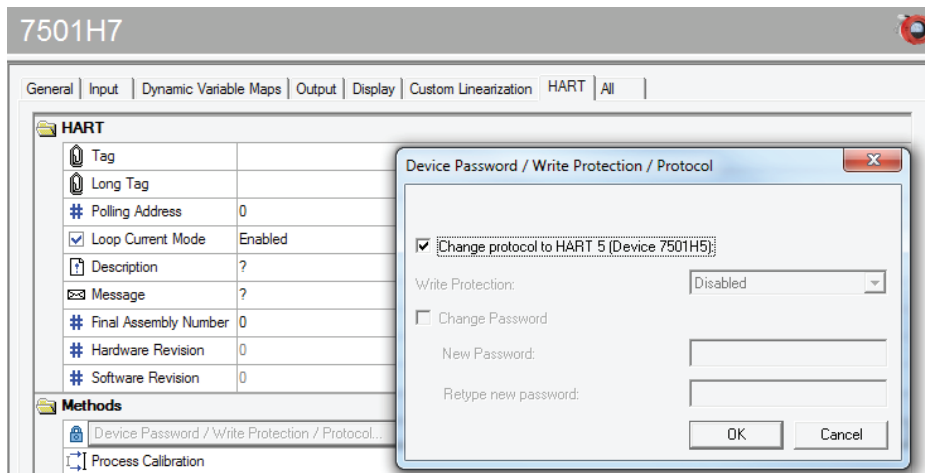 7501H7
General Input Dynamic Variable Maps Output Display Custom Linearization HART All
HART
Tag
Long Tag
# Polling Address 0
Loop Current Mode Enabled
Description ?
Message ?
# Final Assembly Number 0
# Hardware Revision 0
# Software Revision 0
Methods
Device Password / Write Protection / Protocol...
Process Calibration
Device Password / Write Protection / Protocol
Change protocol to HART 5 (Device 7501H5);
Write Protection: Disabled
Change Password
New Password:
Retype new password:
OK Cancel